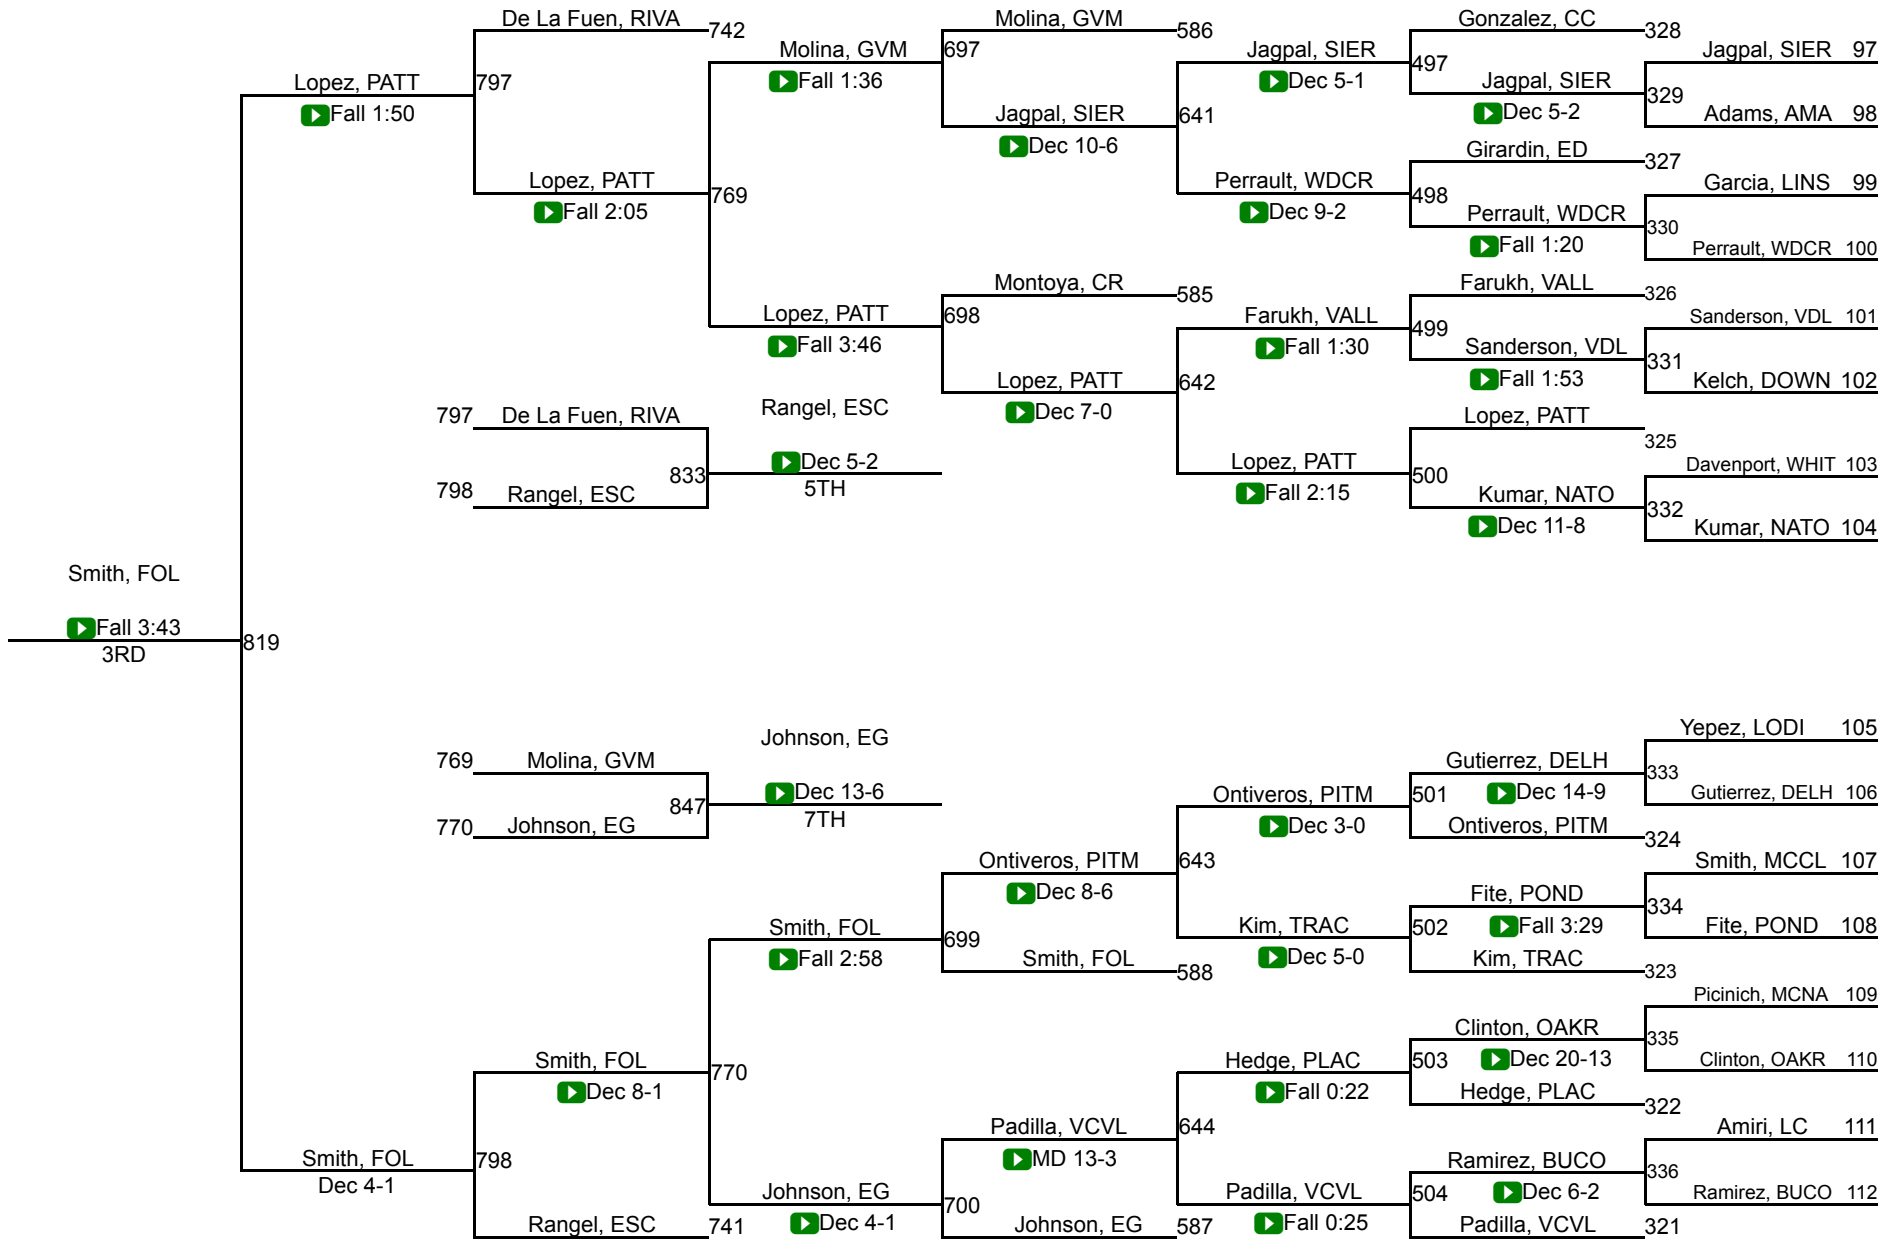 De La Fuen, RIVA
742
Molina, GVM
586
Gonzalez, CC
328
Molina, GVM
697
Jagpal, SIER
Jagpal, SIER 97
Fall 1:36
Dec 5-1
497
Lopez, PATT
797
Jagpal, SIER
329
Fall 1:50
Jagpal, SIER
641
Dec 5-2
Adams, AMA 98
Dec 10-6
Girardin, ED
327
Lopez, PATT
769
Perrault, WDCR
498
Garcia, LINS 99
Fall 2:05
Dec 9-2
Perrault, WDCR
330
Fall 1:20
Perrault, WDCR 100
Montoya, CR
585
Farukh, VALL
326
Lopez, PATT
698
Farukh, VALL
499
Sanderson, VDL 101
Fall 3:46
Fall 1:30
Sanderson, VDL
331
Lopez, PATT
642
Fall 1:53
Kelch, DOWN 102
797 De La Fuen, RIVA
Rangel, ESC
Dec 7-0
Lopez, PATT
325
833
Dec 5-2
Lopez, PATT
500
Davenport, WHIT 103
798 Rangel, ESC
5TH
Fall 2:15
Kumar, NATO
332
Dec 11-8
Kumar, NATO 104
Smith, FOL
Fall 3:43
819
3RD
769 Molina, GVM
Johnson, EG
Yepez, LODI 105
Gutierrez, DELH
333
847
Dec 13-6
Ontiveros, PITM
501
Dec 14-9
Gutierrez, DELH 106
770 Johnson, EG
7TH
Dec 3-0
Ontiveros, PITM
324
Ontiveros, PITM
643
Smith, MCCL 107
Dec 8-6
Fite, POND
334
Smith, FOL
699
Kim, TRAC
502
Fall 3:29
Fite, POND 108
Fall 2:58
Smith, FOL
588
Dec 5-0
Kim, TRAC
323
Picinich, MCNA 109
Clinton, OAKR
335
Smith, FOL
770
Hedge, PLAC
503
Dec 20-13
Clinton, OAKR 110
Dec 8-1
Fall 0:22
Hedge, PLAC
322
Padilla, VCVL
644
Amiri, LC 111
Smith, FOL
798
MD 13-3
Ramirez, BUCO
336
Dec 4-1
Johnson, EG
700
Padilla, VCVL
504
Dec 6-2
Ramirez, BUCO 112
Rangel, ESC
741
Dec 4-1
Johnson, EG
587
Fall 0:25
Padilla, VCVL
321